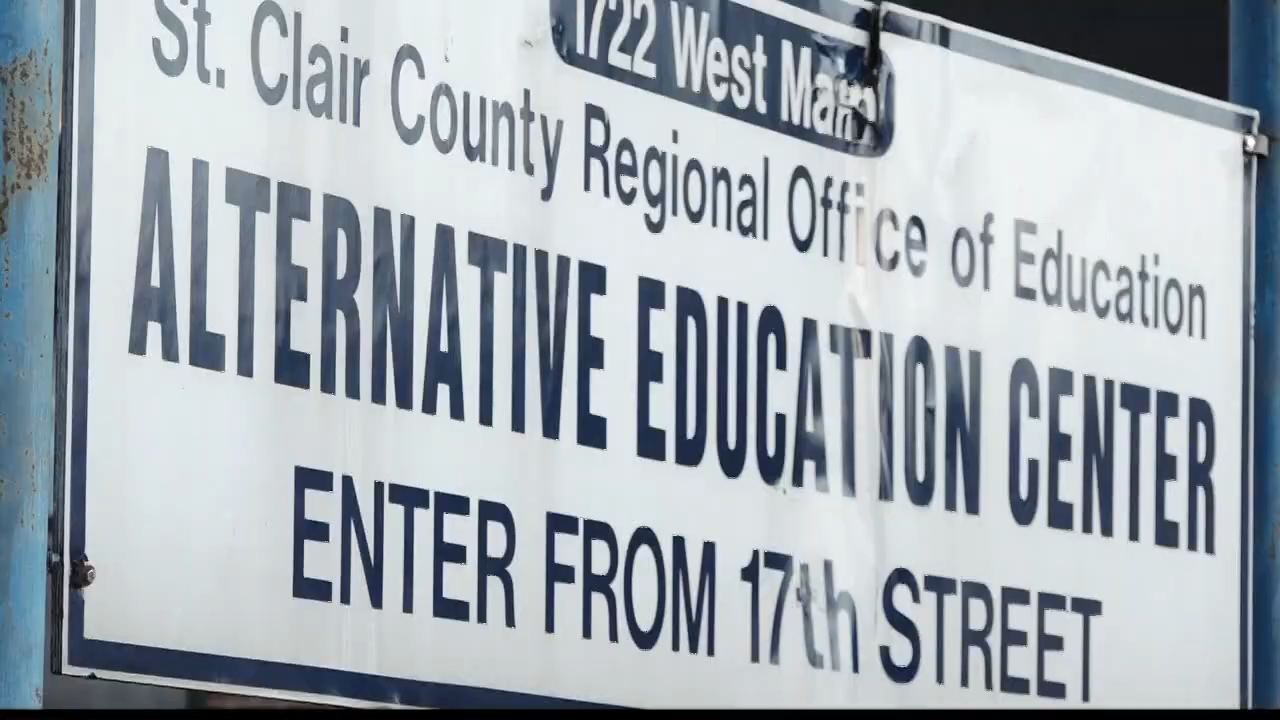 1722 West Main
St. Clair County Regional Office of Education
ALTERNATIVE EDUCATION CENTER
ENTER FROM 17th STREET